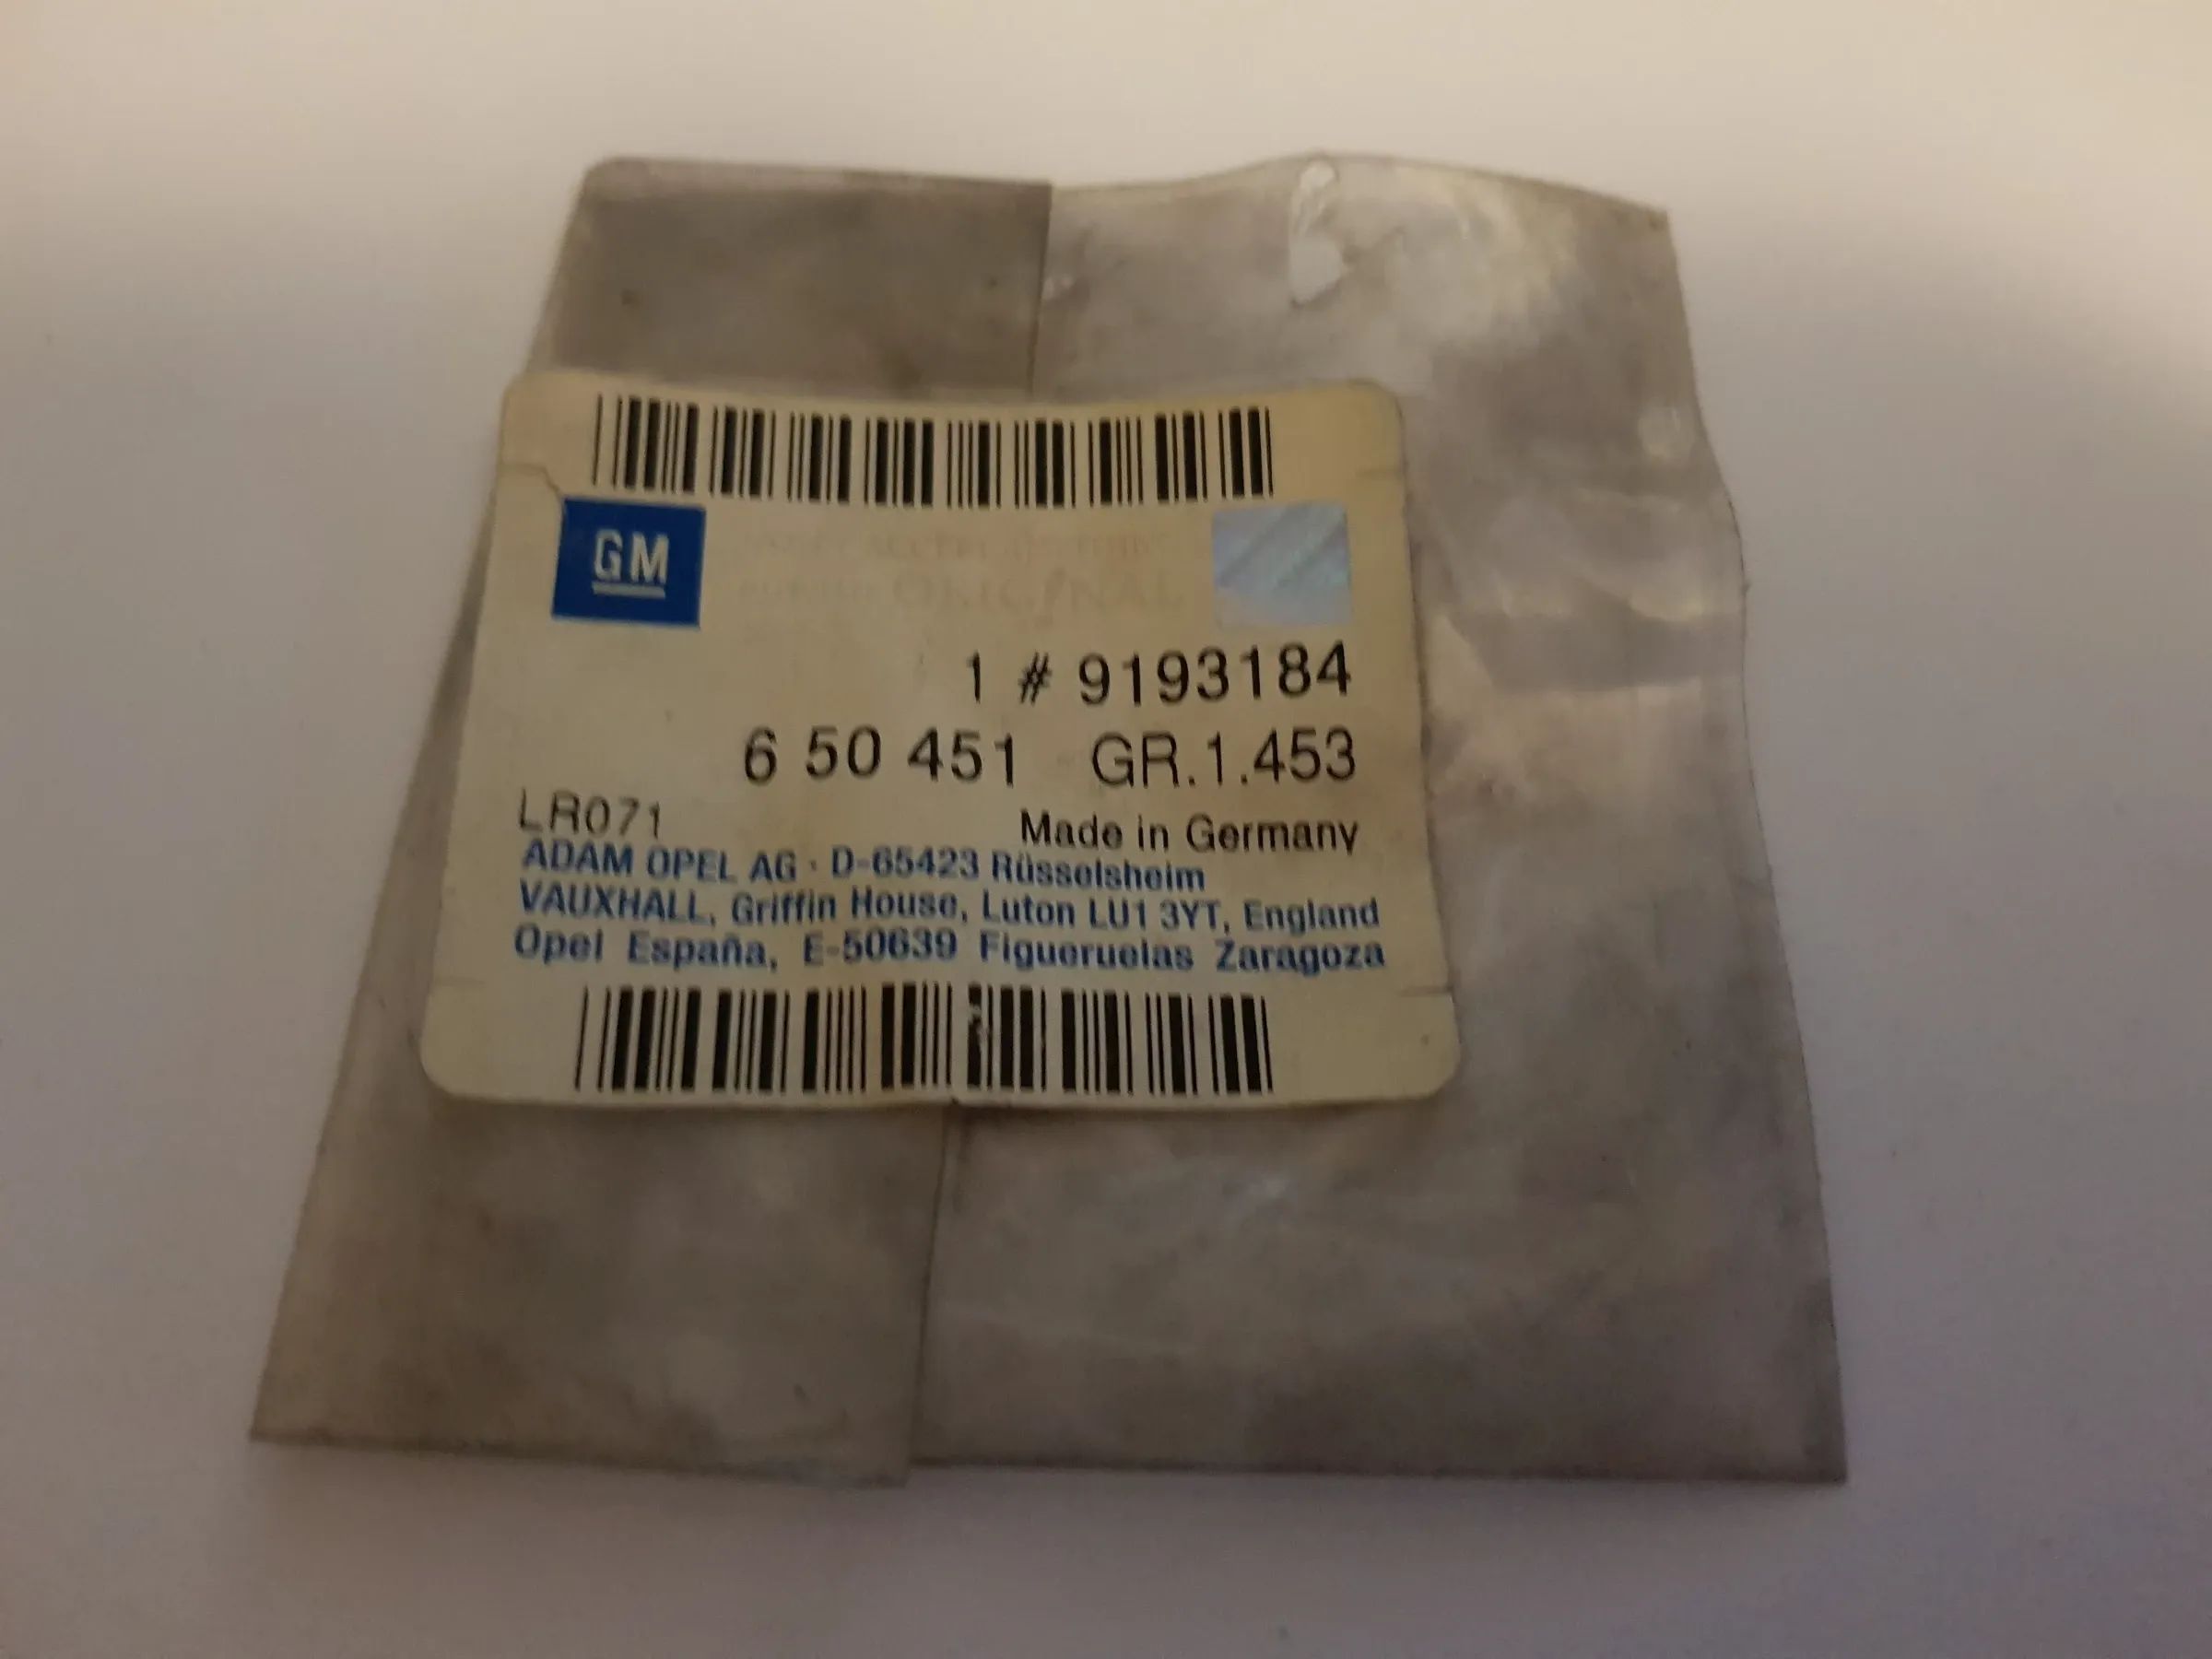 GM
ORIGINAL
1 # 9193184
6 50 451 GR.1.453
LR071
Made in Germany
ADAM OPEL AG · D-65423 Rüsselsheim
VAUXHALL, Griffin House, Luton LU1 3YT, England
Opel España, E-50639 Figueruelas Zaragoza